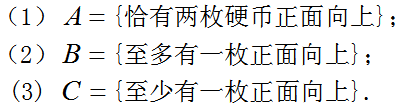 （1） A＝{恰有两枚硬币正面向上}；
（2） B＝{至多有一枚正面向上}；
(3) C＝{至少有一枚正面向上}．